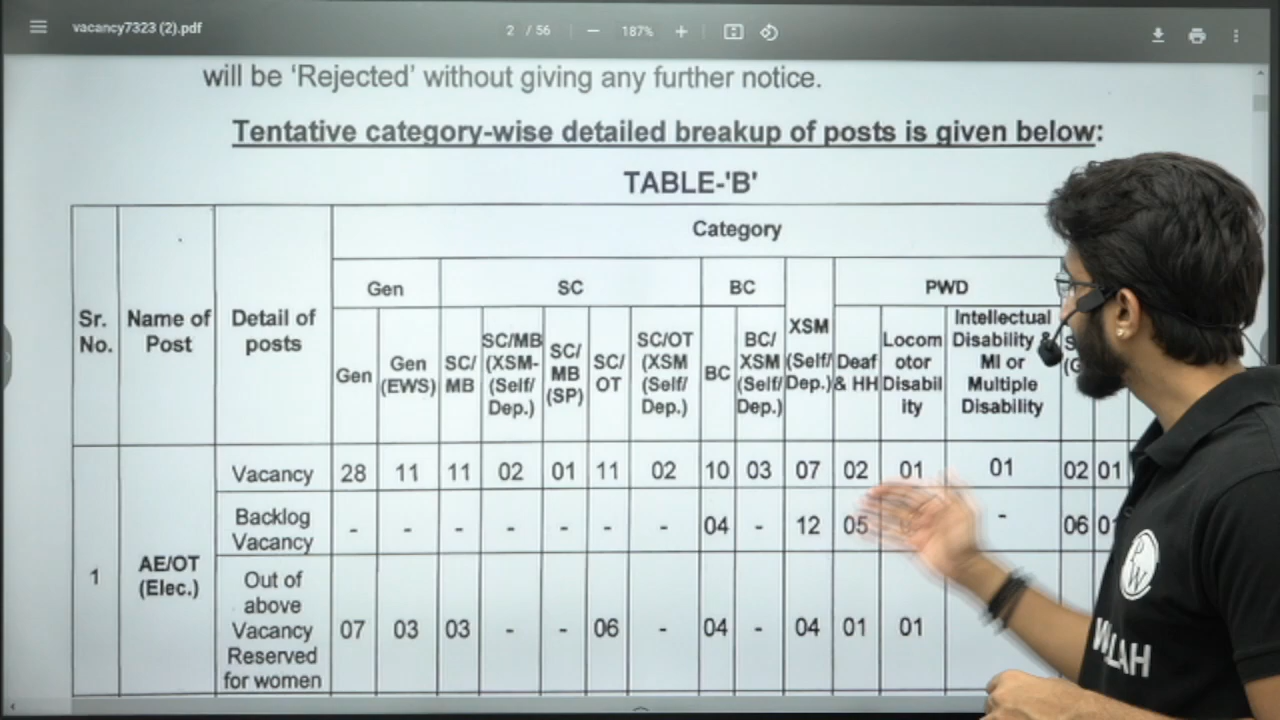 vacancy7323 (2).pdf
2 / 56
187%
will be ‘Rejected’ without giving any further notice.
Tentative category-wise detailed breakup of posts is given below:
TABLE-'B'
Sr. No.
Name of Post
Detail of posts
Category
Gen
SC
BC
XSM (Self/ Dep.)
PWD
Gen
Gen (EWS)
SC/ MB
SC/MB (XSM- (Self/ Dep.)
SC/ MB (SP)
SC/ OT
SC/OT (XSM (Self/ Dep.)
BC
BC/ XSM (Self/ Dep.)
Deaf & HH
Locom otor Disabil ity
Intellectual Disability & MI or Multiple Disability
1
AE/OT (Elec.)
Vacancy 28 11 11 02 01 11 02 10 03 07 02 01 01 02 01
Backlog Vacancy - - - - - - - 04 - 12 05 - 06
Out of above Vacancy Reserved for women 07 03 03 - - 06 - 04 - 04 01 01
PW